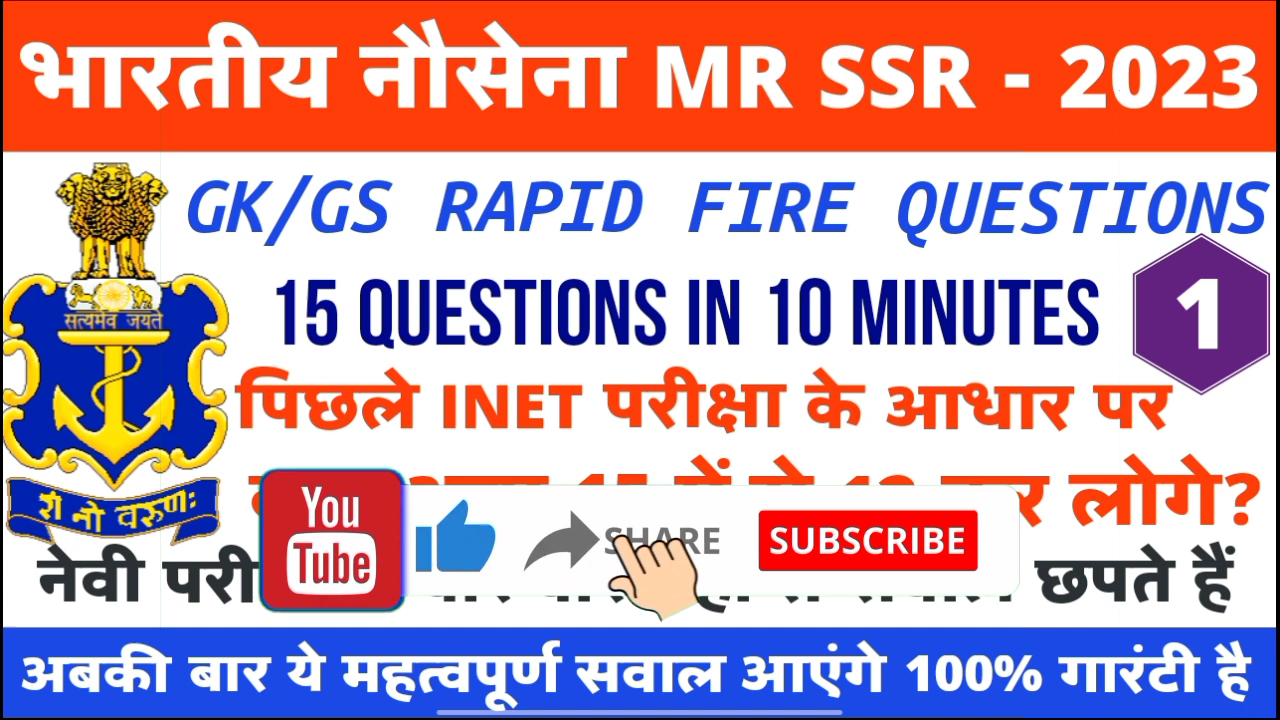 भारतीय नौसेना MR SSR - 2023
GK/GS RAPID FIRE QUESTIONS
15 QUESTIONS IN 10 MINUTES
1
सत्यमेव जयते
पिछले INET परीक्षा के आधार पर
लोगे?
शं नो वरुणः
You
Tube
SHARE
SUBSCRIBE
नेवी छपते हैं
अबकी बार ये महत्वपूर्ण सवाल आएंगे 100% गारंटी है